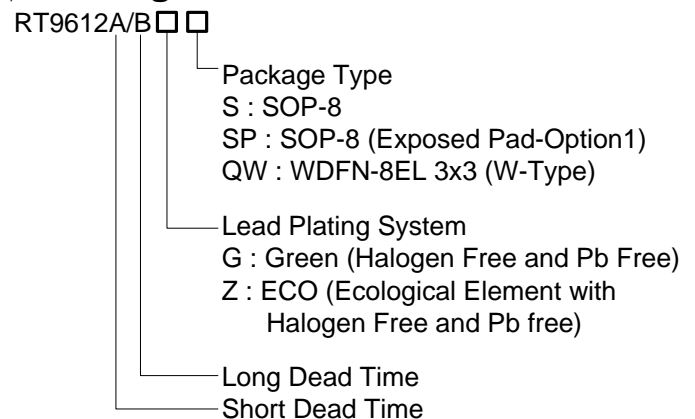 RT9612A/B□ □
Package Type
S : SOP-8
SP : SOP-8 (Exposed Pad-Option1)
QW : WDFN-8EL 3x3 (W-Type)
Lead Plating System
G : Green (Halogen Free and Pb Free)
Z : ECO (Ecological Element with
Halogen Free and Pb free)
Long Dead Time
Short Dead Time